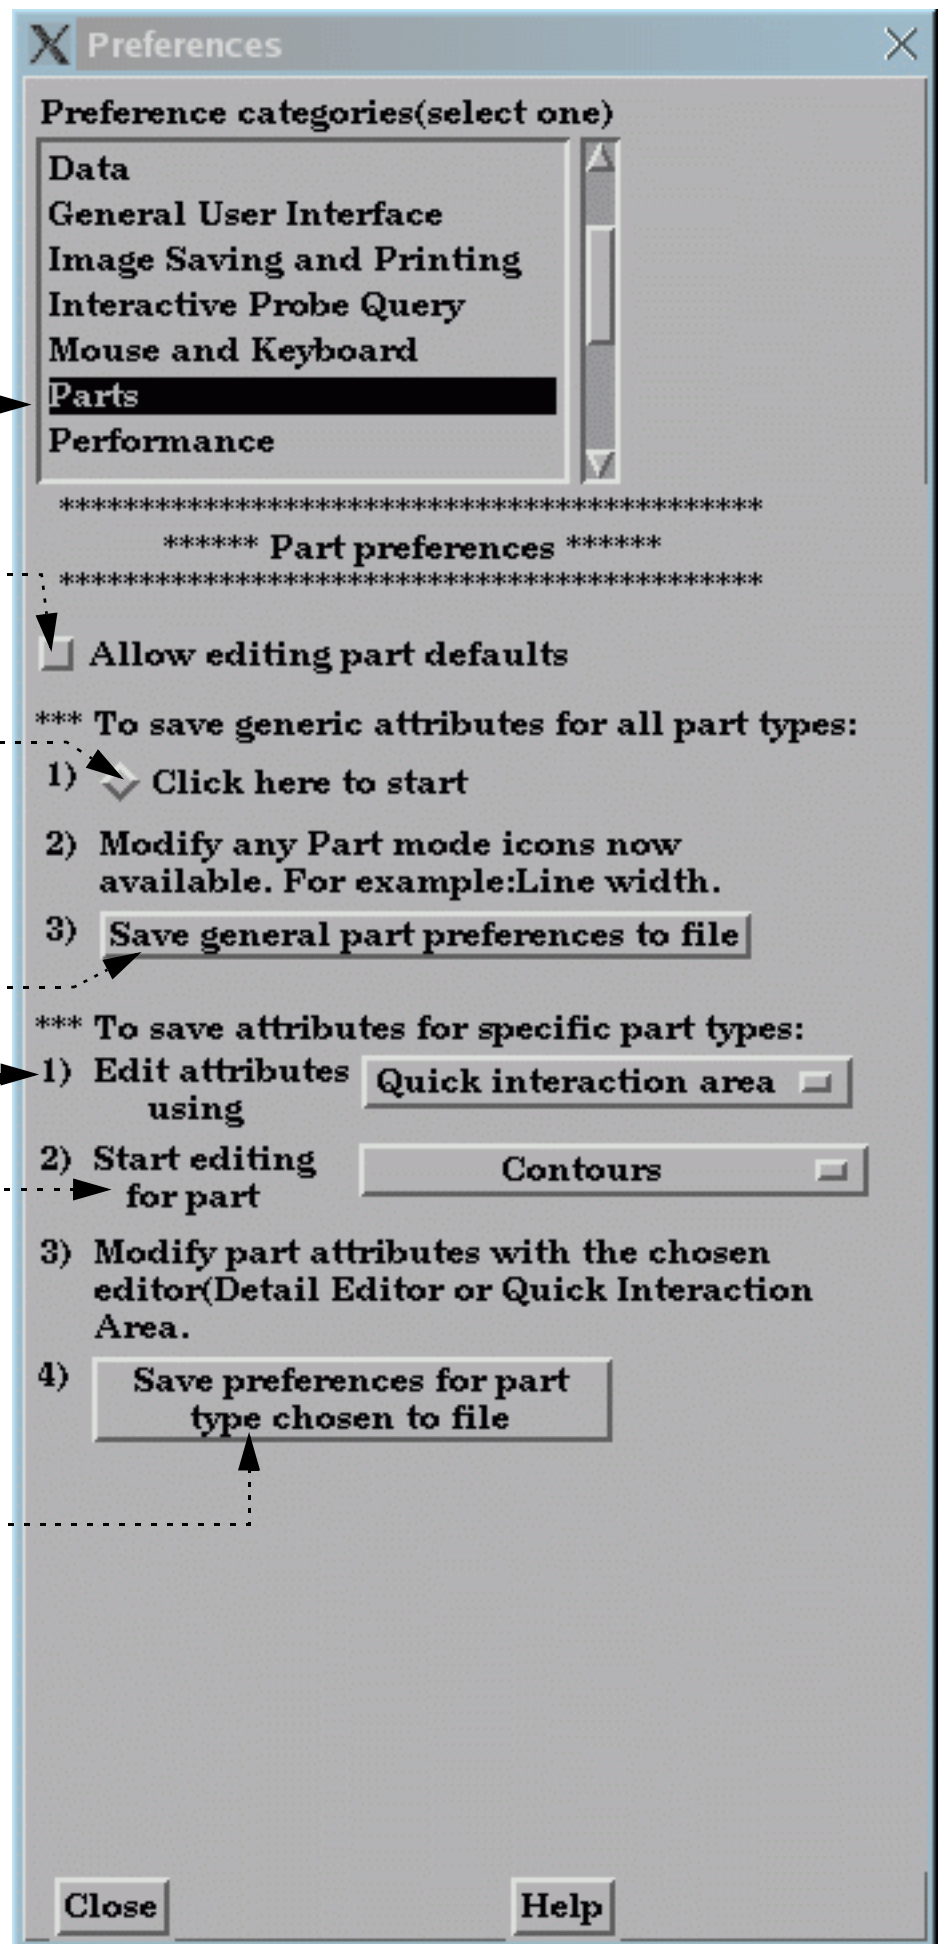 Preferences
Preference categories(select one)
Data
General User Interface
Image Saving and Printing
Interactive Probe Query
Mouse and Keyboard
Parts
Performance
********************************************
****** Part preferences ******
********************************************
Allow editing part defaults
*** To save generic attributes for all part types:
1) Click here to start
2) Modify any Part mode icons now
available. For example:Line width.
3) Save general part preferences to file
*** To save attributes for specific part types:
1) Edit attributes Quick interaction area
using
2) Start editing Contours
for part
3) Modify part attributes with the chosen
editor(Detail Editor or Quick Interaction
Area.
4) Save preferences for part
type chosen to file
Close Help